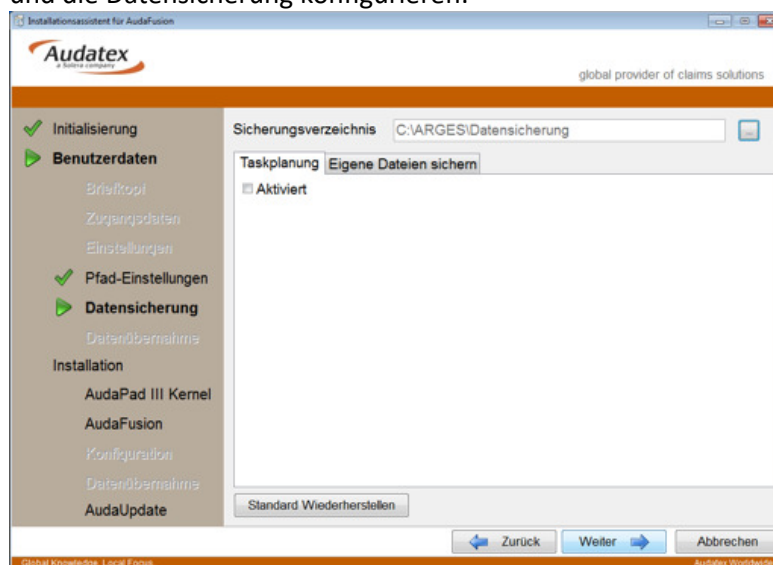 und die Datensicherung konfigurieren.
Installationsassistent für AudaFusion
Audatex
a Solera company
global provider of claims solutions
Initialisierung
Benutzerdaten
Briefkopf
Zugangsdaten
Einstellungen
Pfad-Einstellungen
Datensicherung
Datenübernahme
Installation
AudaPad III Kernel
AudaFusion
Konfiguration
Datenübernahme
AudaUpdate
Sicherungsverzeichnis C:\ARGES\Datensicherung ...
Taskplanung Eigene Dateien sichern
Aktiviert
Standard Wiederherstellen
Zurück Weiter Abbrechen
Global Knowledge. Local Focus. Audatex Worldwide